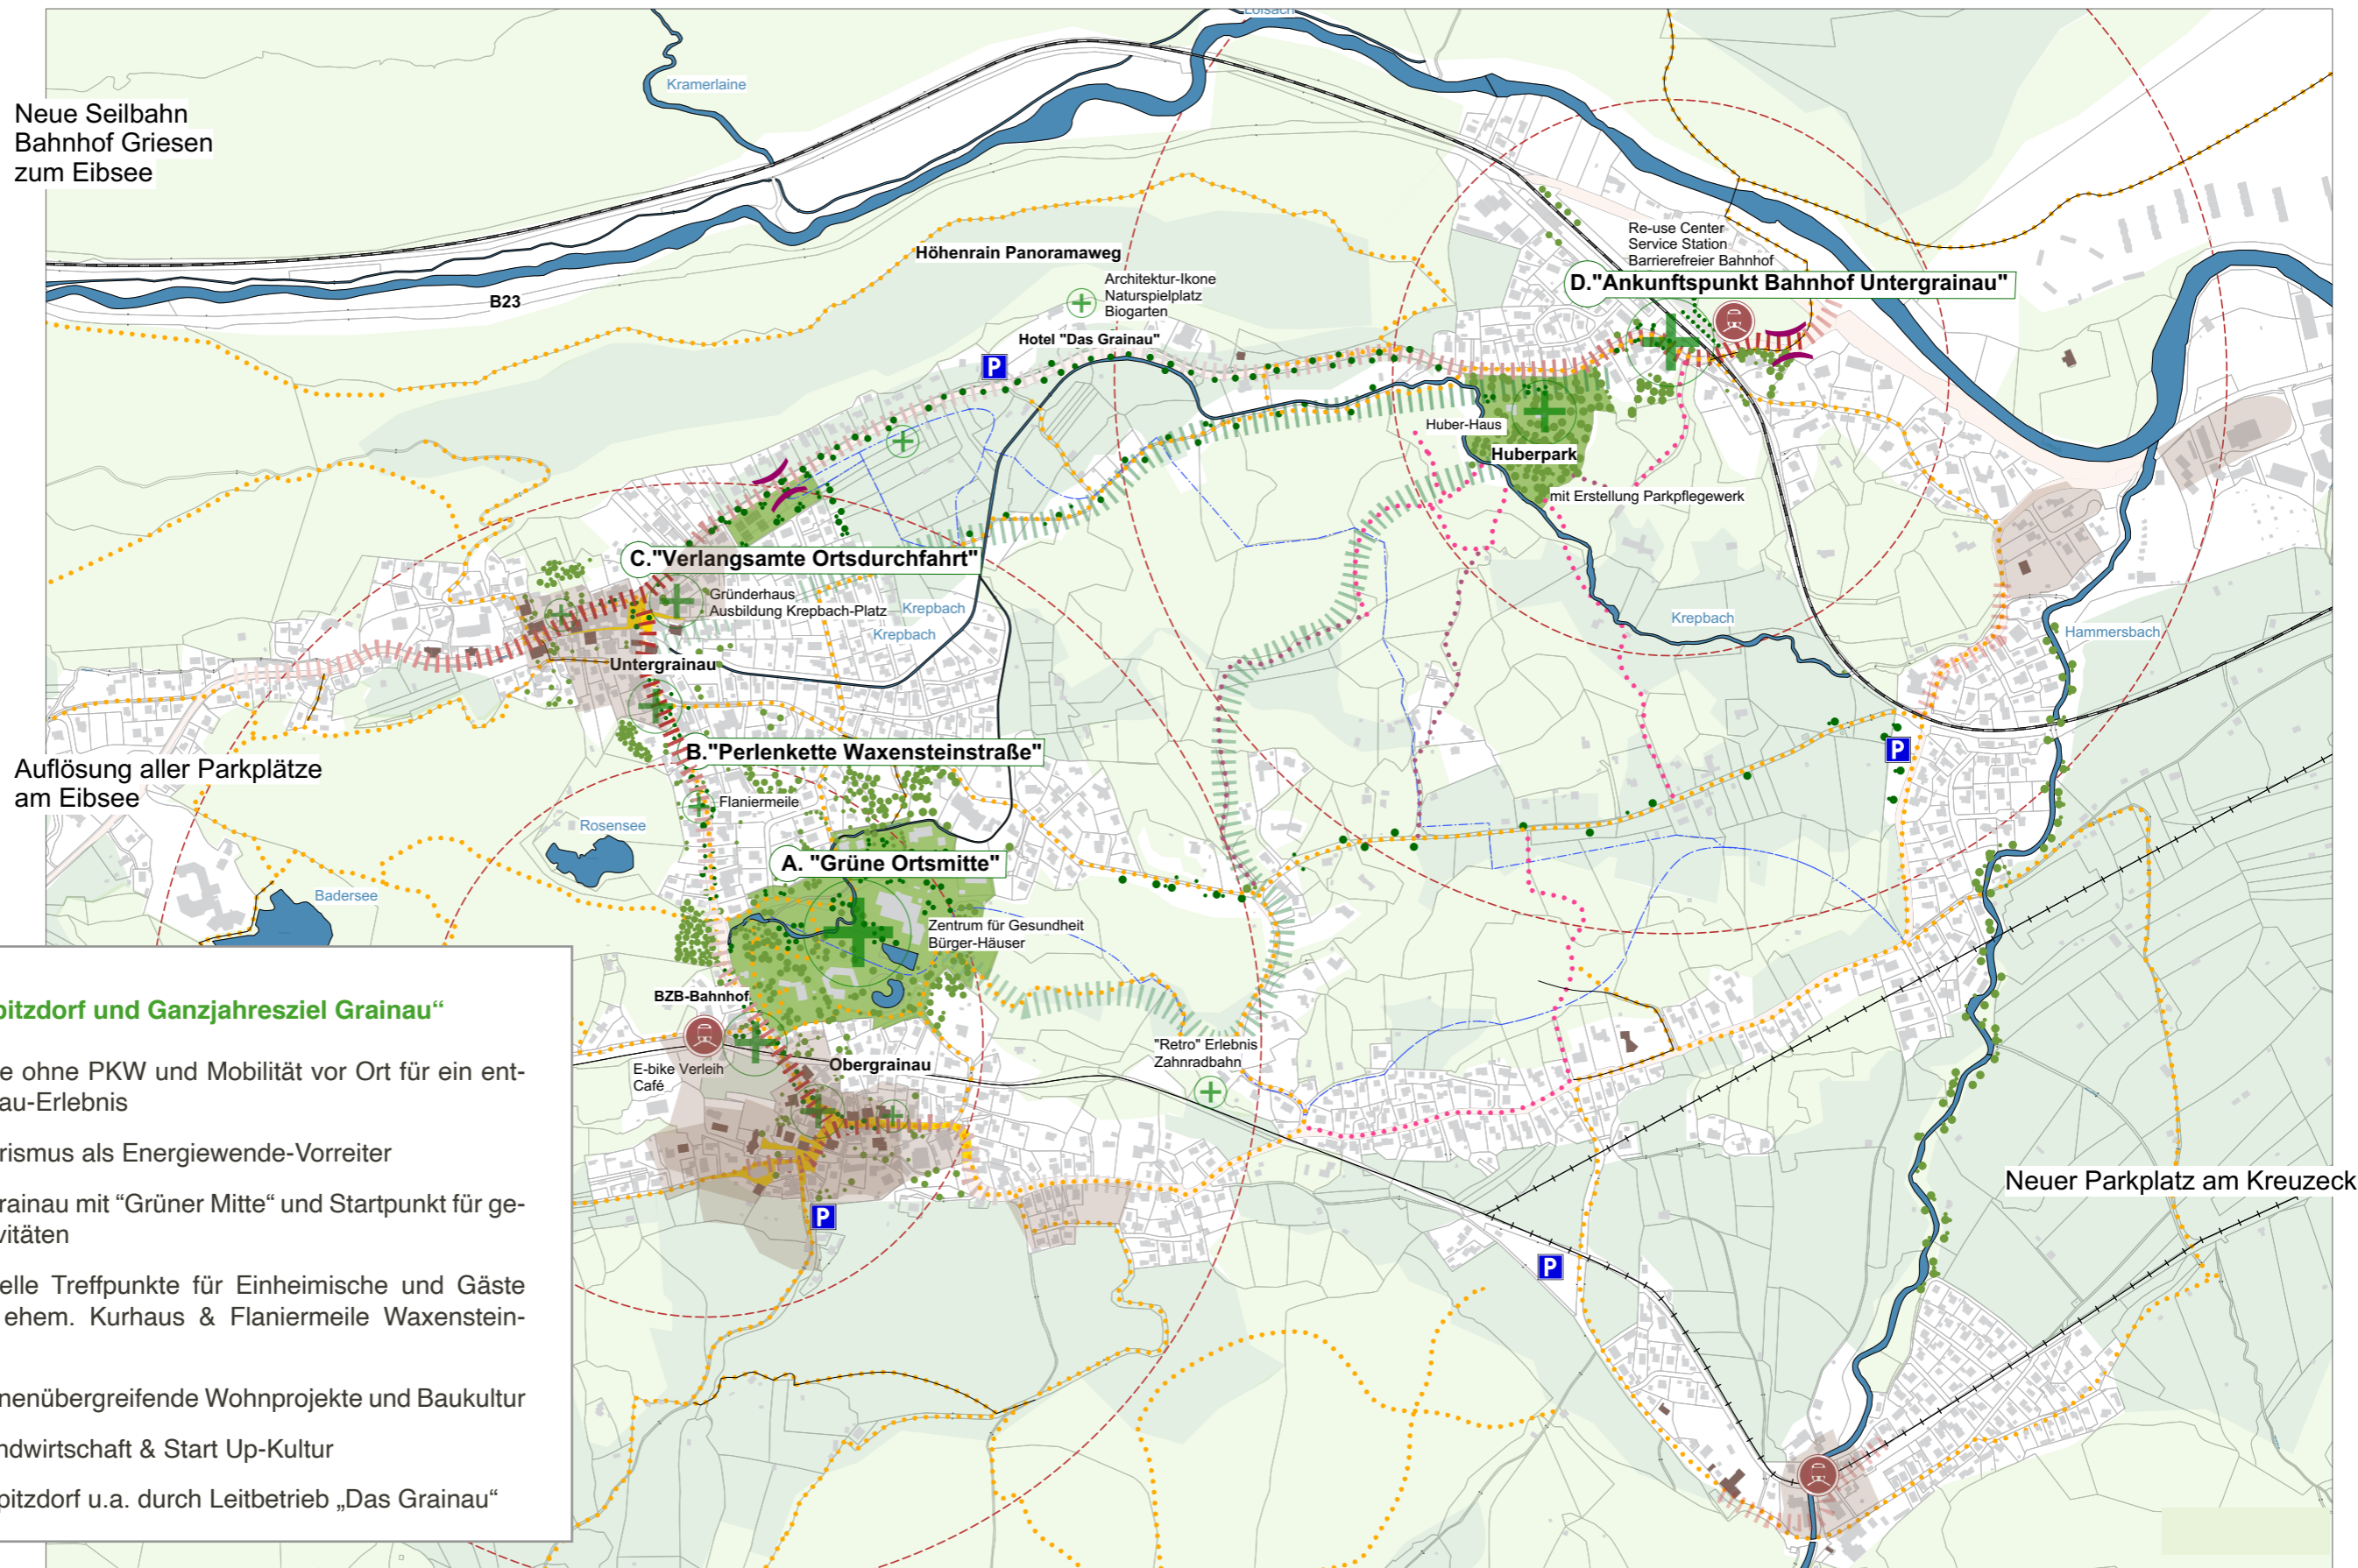 Loisach
Kramerlaine
Neue Seilbahn
Bahnhof Griesen
zum Eibsee
B23
Höhenrain Panoramaweg
Architektur-Ikone
Naturspielplatz
Biogarten
Hotel "Das Grainau"
P
Re-use Center
Service Station
Barrierefreier Bahnhof
D."Ankunftspunkt Bahnhof Untergrainau"
Huber-Haus
Huberpark
mit Erstellung Parkpflegewerk
C."Verlangsamte Ortsdurchfahrt"
Gründerhaus
Ausbildung Krepbach-Platz
Krepbach
Krepbach
Krepbach
Hammersbach
Untergrainau
B."Perlenkette Waxensteinstraße"
P
Auflösung aller Parkplätze
am Eibsee
Flaniermeile
Rosensee
A. "Grüne Ortsmitte"
Badersee
Zentrum für Gesundheit
Bürger-Häuser
BZB-Bahnhof
E-bike Verleih
Café
Obergrainau
"Retro" Erlebnis
Zahnradbahn
Neuer Parkplatz am Kreuzeck
P
P
pitzdorf und Ganzjahresziel Grainau“
e ohne PKW und Mobilität vor Ort für ein ent-
au-Erlebnis
rismus als Energiewende-Vorreiter
rainau mit “Grüner Mitte“ und Startpunkt für ge-
vitäten
elle Treffpunkte für Einheimische und Gäste
ehem. Kurhaus & Flaniermeile Waxenstein-
nenübergreifende Wohnprojekte und Baukultur
ndwirtschaft & Start Up-Kultur
pitzdorf u.a. durch Leitbetrieb „Das Grainau“